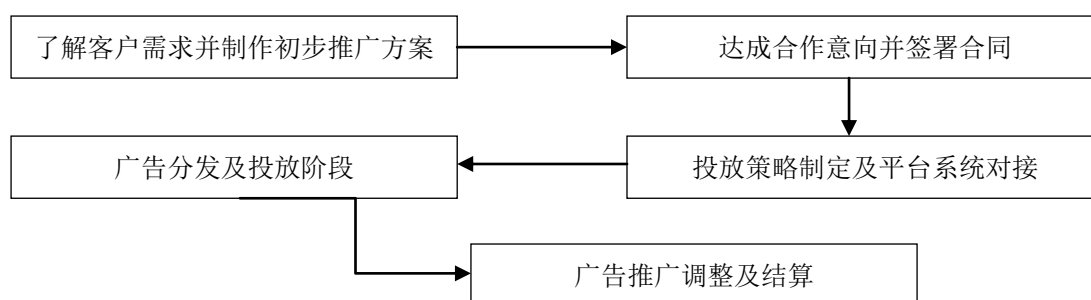 了解客户需求并制作初步推广方案
达成合作意向并签署合同
投放策略制定及平台系统对接
广告分发及投放阶段
广告推广调整及结算